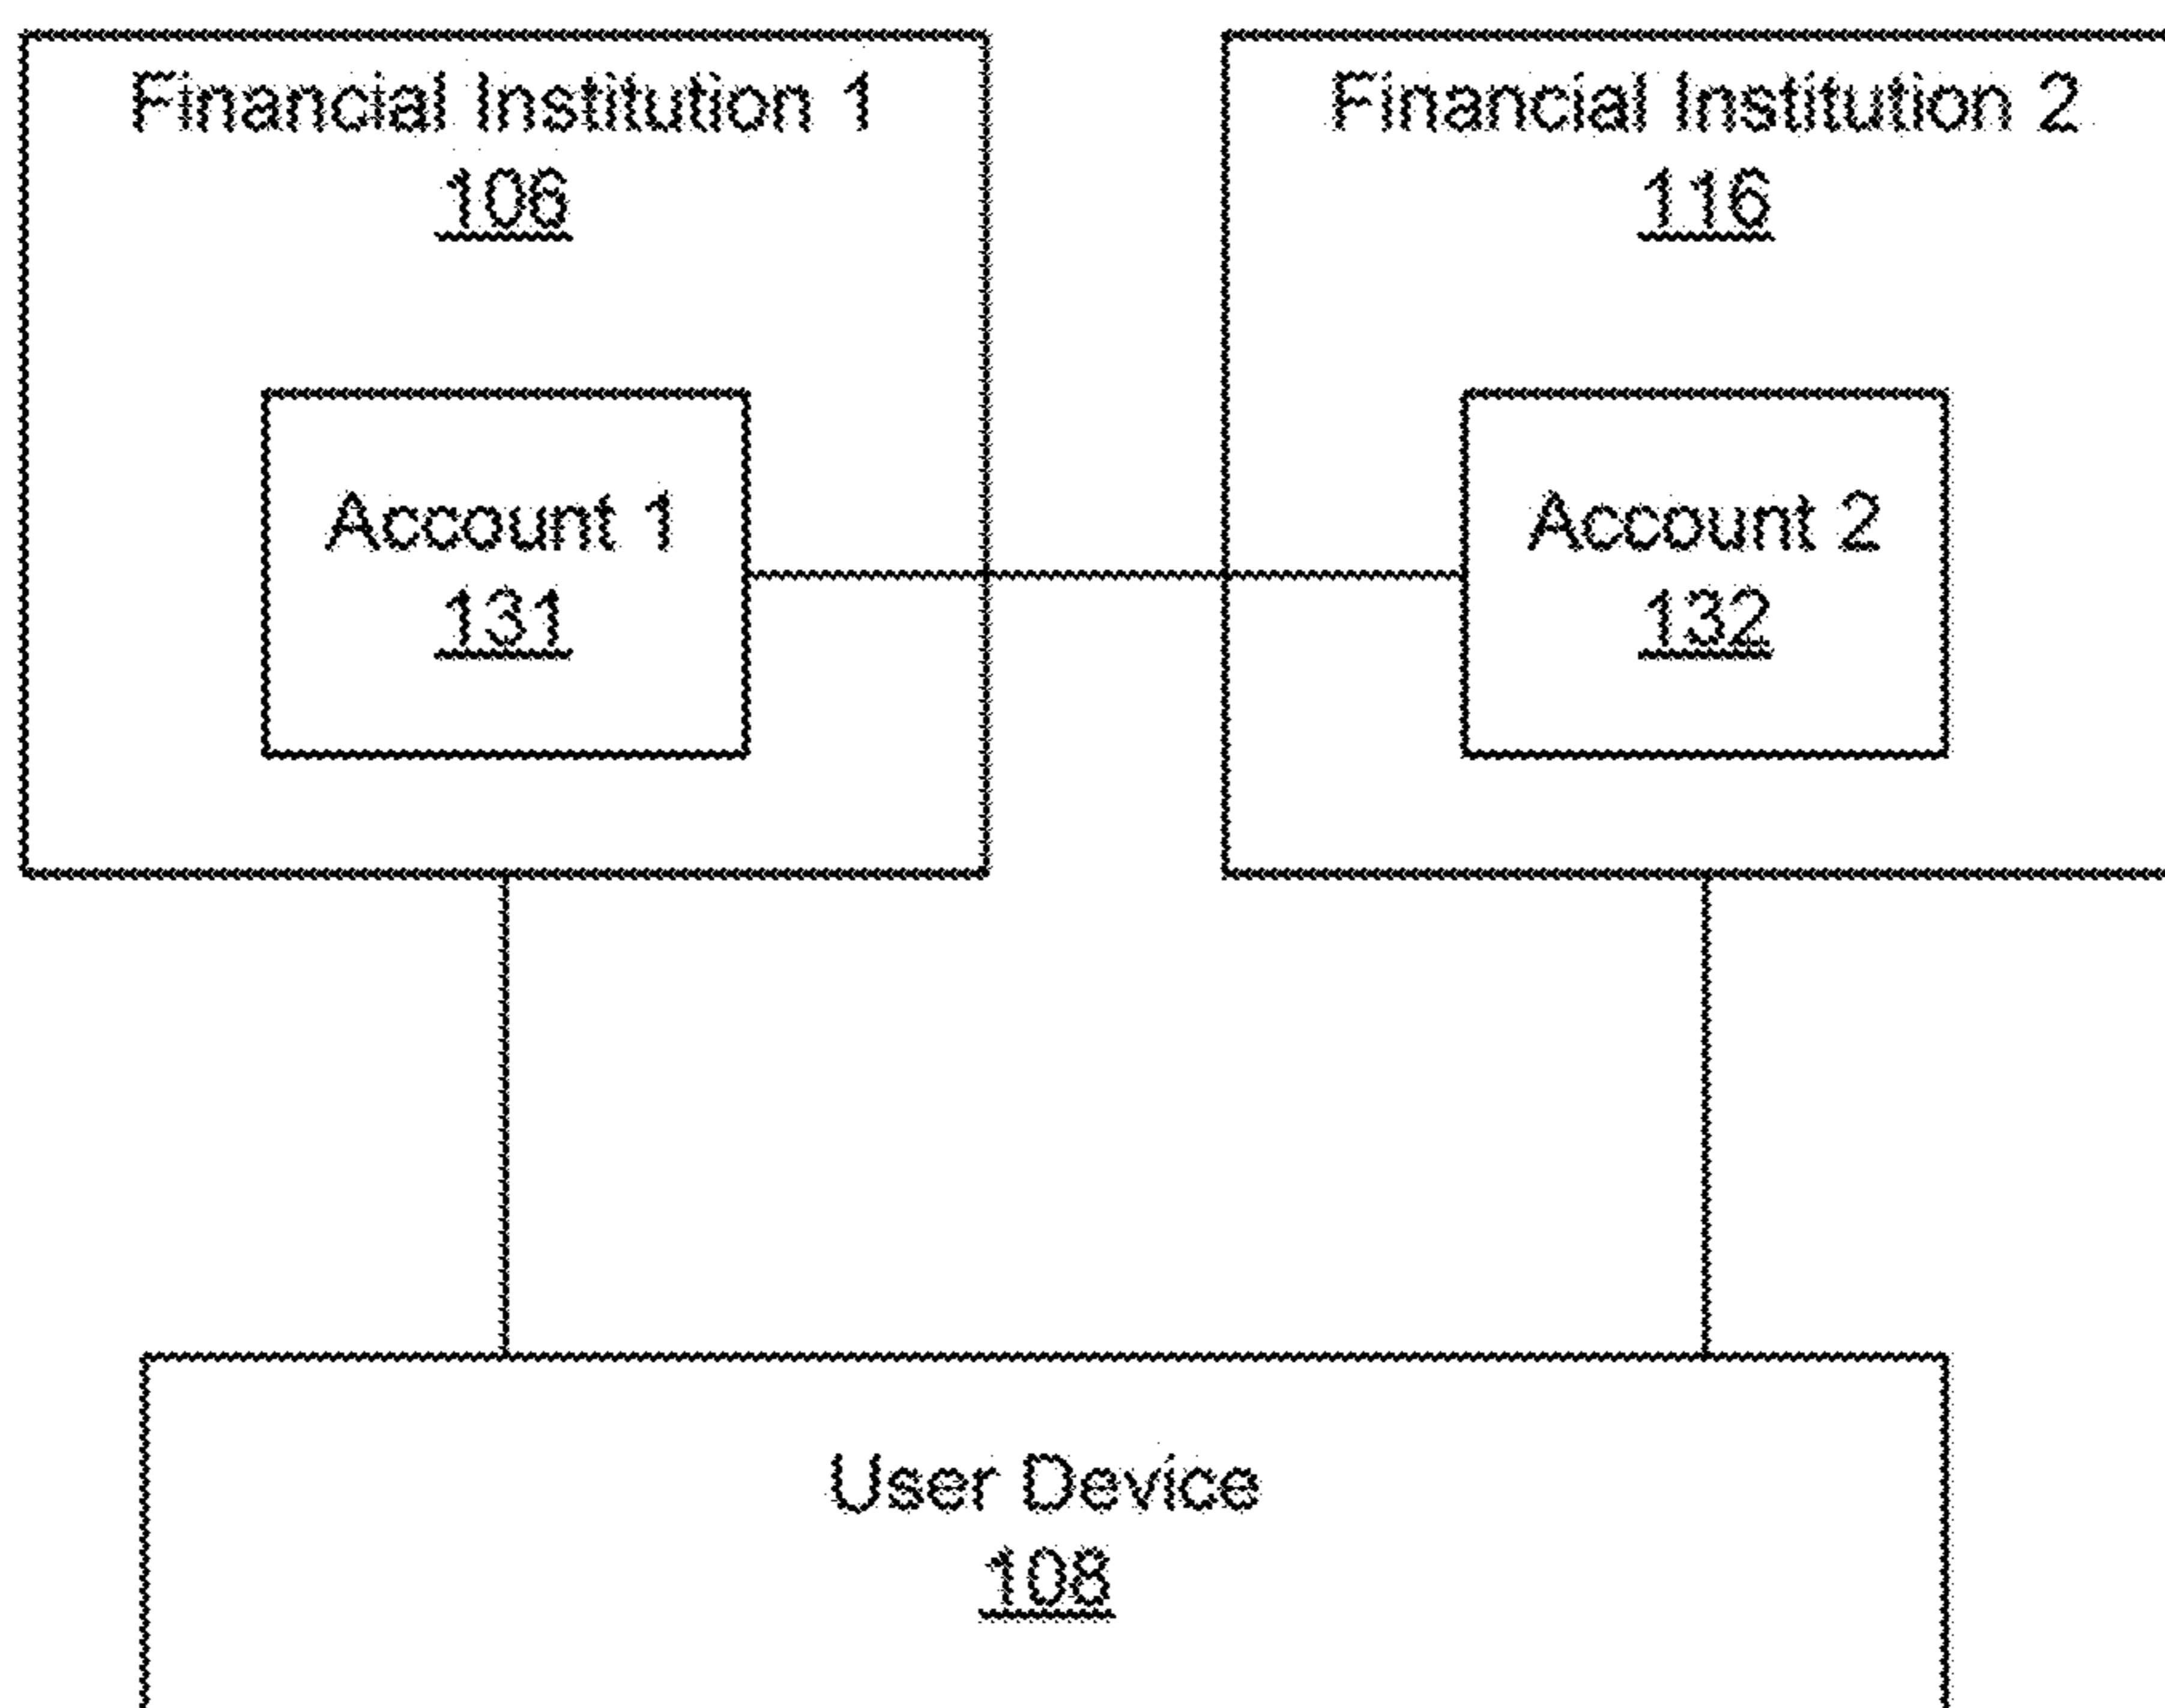 Financial Institution 1
106
Financial Institution 2
116
Account 1
131
Account 2
132
User Device
108